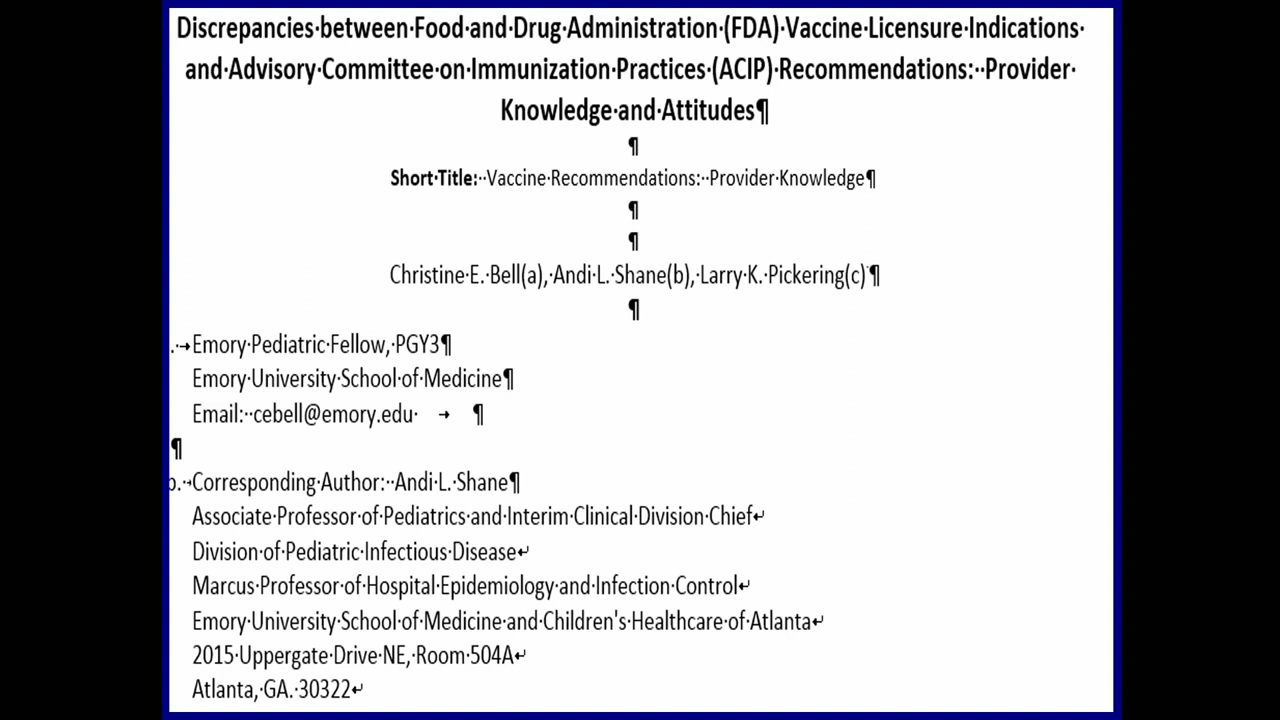 Discrepancies between Food and Drug Administration (FDA) Vaccine Licensure Indications
and Advisory Committee on Immunization Practices (ACIP) Recommendations:  Provider
Knowledge and Attitudes¶
¶
Short Title:  Vaccine Recommendations:  Provider Knowledge¶
¶
¶
Christine E. Bell(a), Andi L. Shane(b), Larry K. Pickering(c) ¶
¶
. → Emory Pediatric Fellow, PGY3¶
Emory University School of Medicine¶
Email:  cebell@emory.edu → ¶
¶
b. → Corresponding Author:  Andi L. Shane¶
Associate Professor of Pediatrics and Interim Clinical Division Chief↵
Division of Pediatric Infectious Disease↵
Marcus Professor of Hospital Epidemiology and Infection Control↵
Emory University School of Medicine and Children's Healthcare of Atlanta↵
2015 Uppergate Drive NE, Room 504A↵
Atlanta, GA. 30322↵